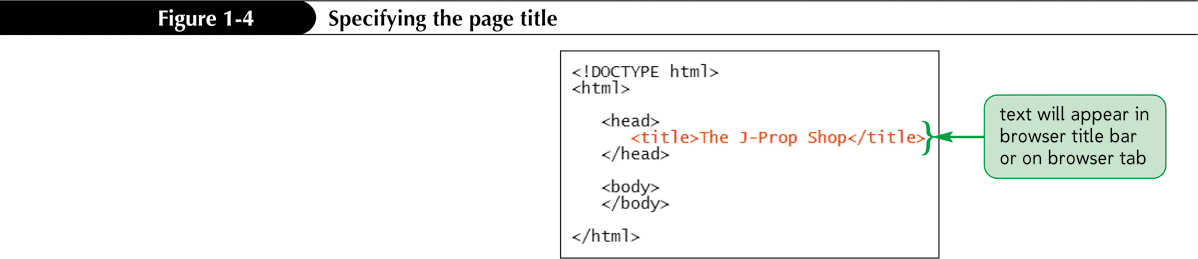 Figure 1-4 Specifying the page title
<!DOCTYPE html>
<html>
<head>
<title>The J-Prop Shop</title>
</head>
<body>
</body>
</html>
text will appear in
browser title bar
or on browser tab